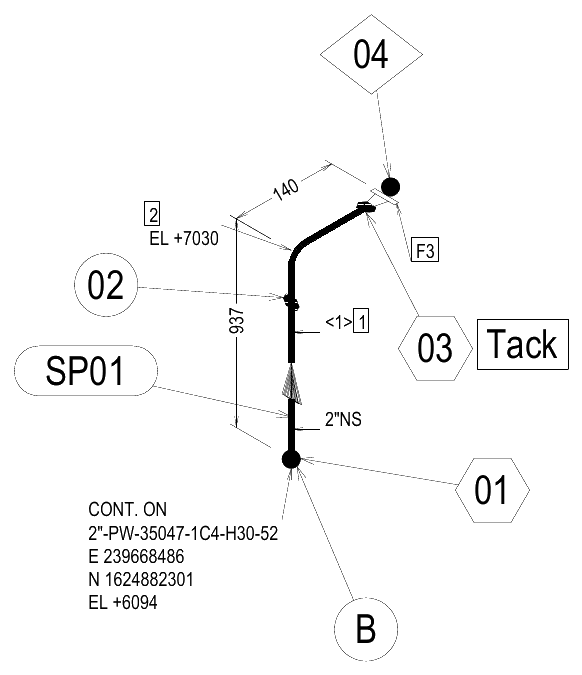 04
140
2
EL +7030
F3
02
937
<1>1
03
Tack
SP01
2"NS
01
CONT. ON
2"-PW-35047-1C4-H30-52
E 239668486
N 1624882301
EL +6094
B